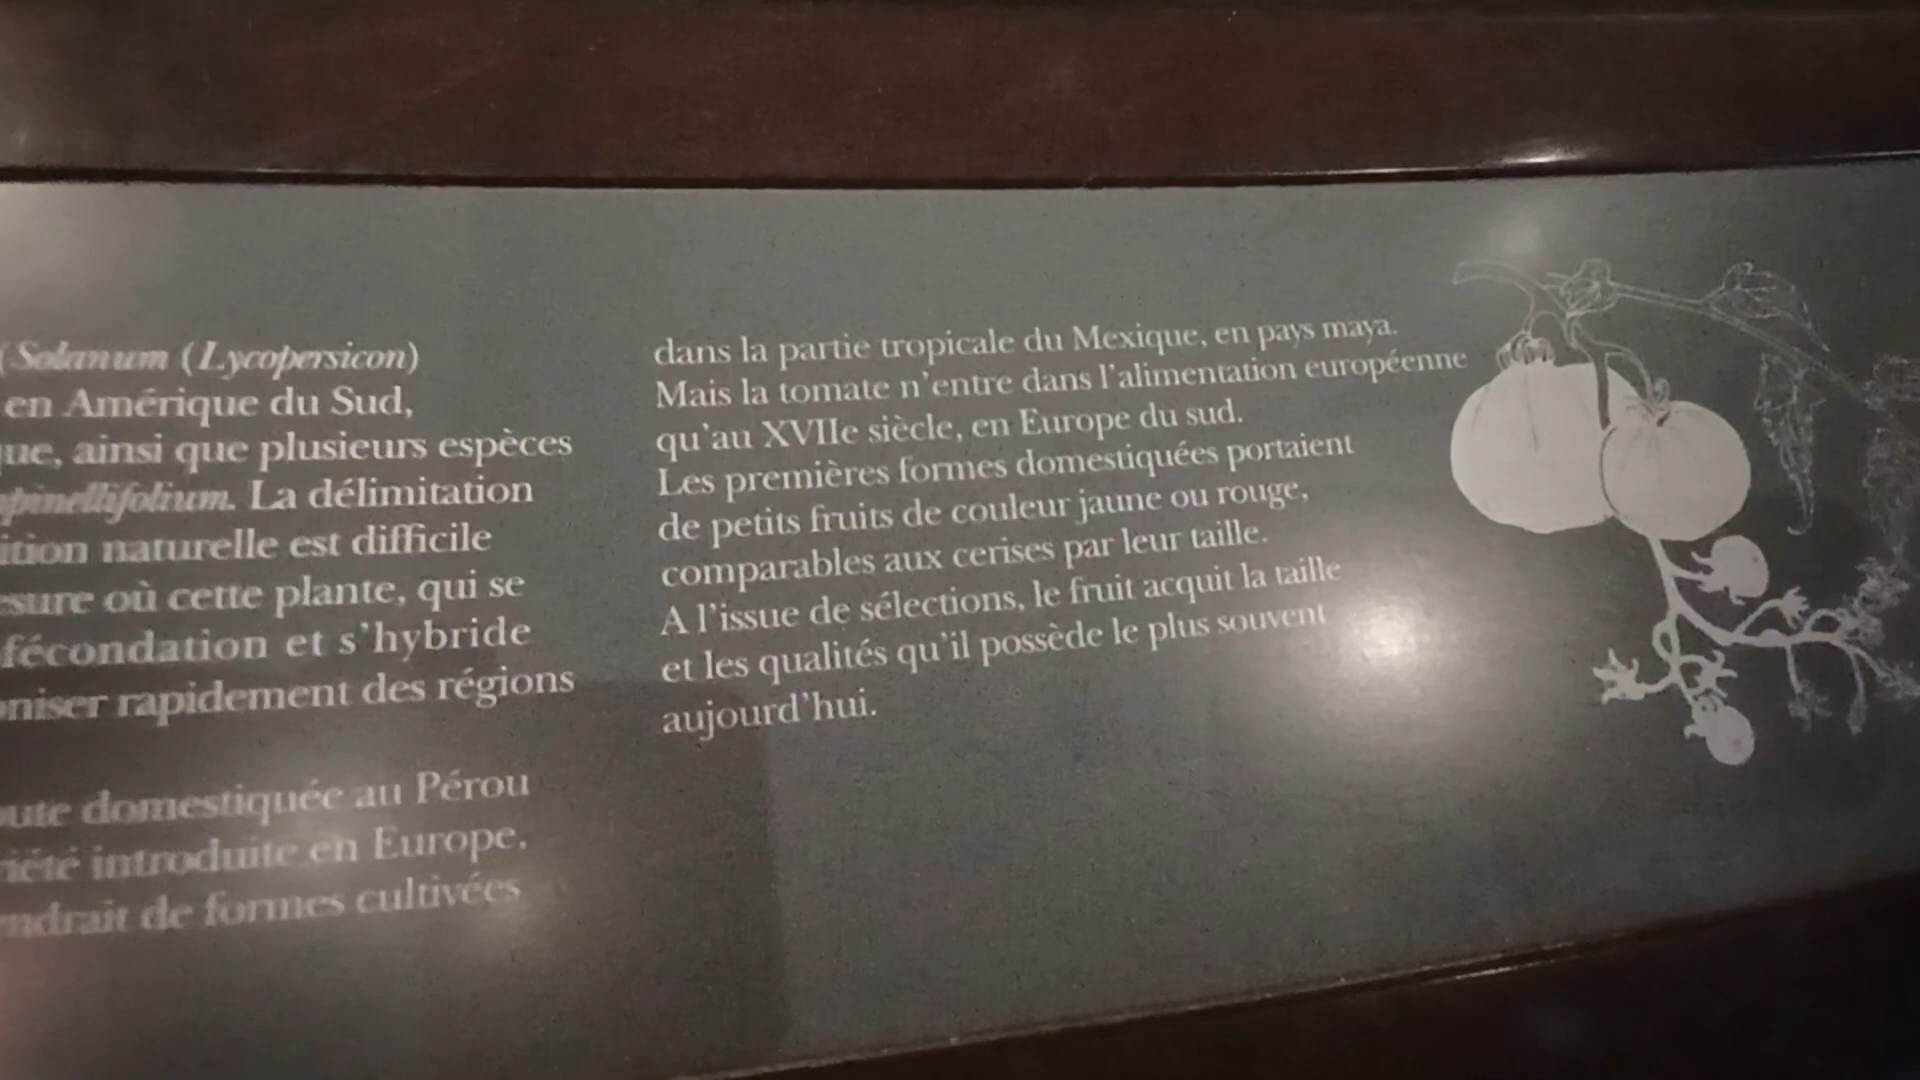 (Solanum (Lycopersicon)
en Amérique du Sud,
ainsi que plusieurs espèces
La délimitation
naturelle est difficile
où cette plante, qui se
fécondation et s'hybride
rapidement des régions
domestiquée au Pérou
introduite en Europe,
de formes cultivées
dans la partie tropicale du Mexique, en pays maya.
Mais la tomate n'entre dans l'alimentation européenne
qu'au XVIIe siècle, en Europe du sud.
Les premières formes domestiquées portaient
de petits fruits de couleur jaune ou rouge,
comparables aux cerises par leur taille.
A l'issue de sélections, le fruit acquit la taille
et les qualités qu'il possède le plus souvent
aujourd'hui.